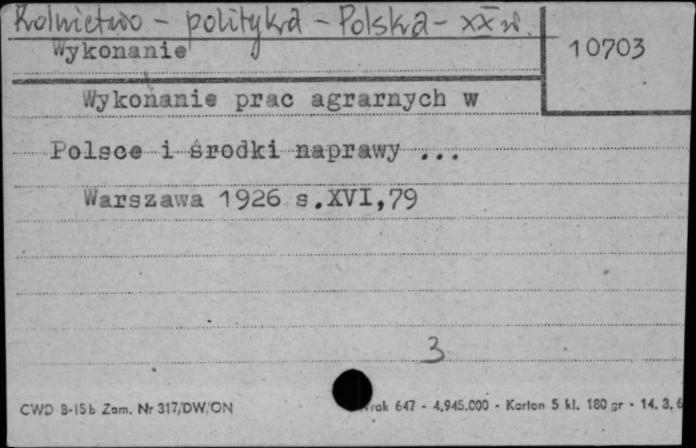 Rolnictwo - polityka - Polska - XX w.
Wykonanie
10703
Wykonanie prac agrarnych w
Polsce i środki naprawy ...
Warszawa 1926 s.XVI,79
3
CWD B-15b Zam. Nr 317/DW/ON
647 - 4.945.000 - Karton 5 kl. 180 gr - 14. 3. 6